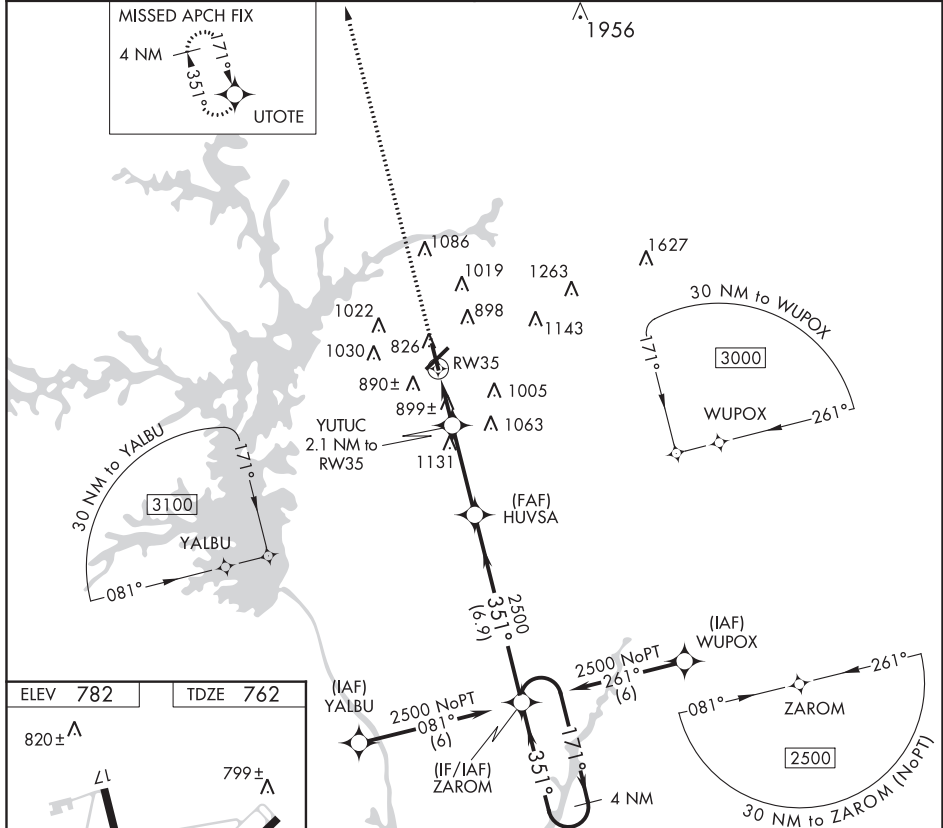 MISSED APCH FIX
4 NM
171°
351°
UTOTE
1956
1086
1019
1263
1627
1022
898
1143
1030
826
RW35
890±
1005
899±
1063
YUTUC
2.1 NM to
RW35
1131
30 NM to WUPOX
3000
171°
WUPOX
261°
30 NM to YALBU
171°
3100
YALBU
081°
(FAF)
HUVSA
2500
351°
(6.9)
(IAF)
WUPOX
2500 NoPT
261°
(6)
(IAF)
YALBU
2500 NoPT
081°
(6)
(IF/IAF)
ZAROM
351°
171°
4 NM
081°
261°
ZAROM
2500
30 NM to ZAROM (NoPT)
ELEV 782
TDZE 762
820±
17
799±